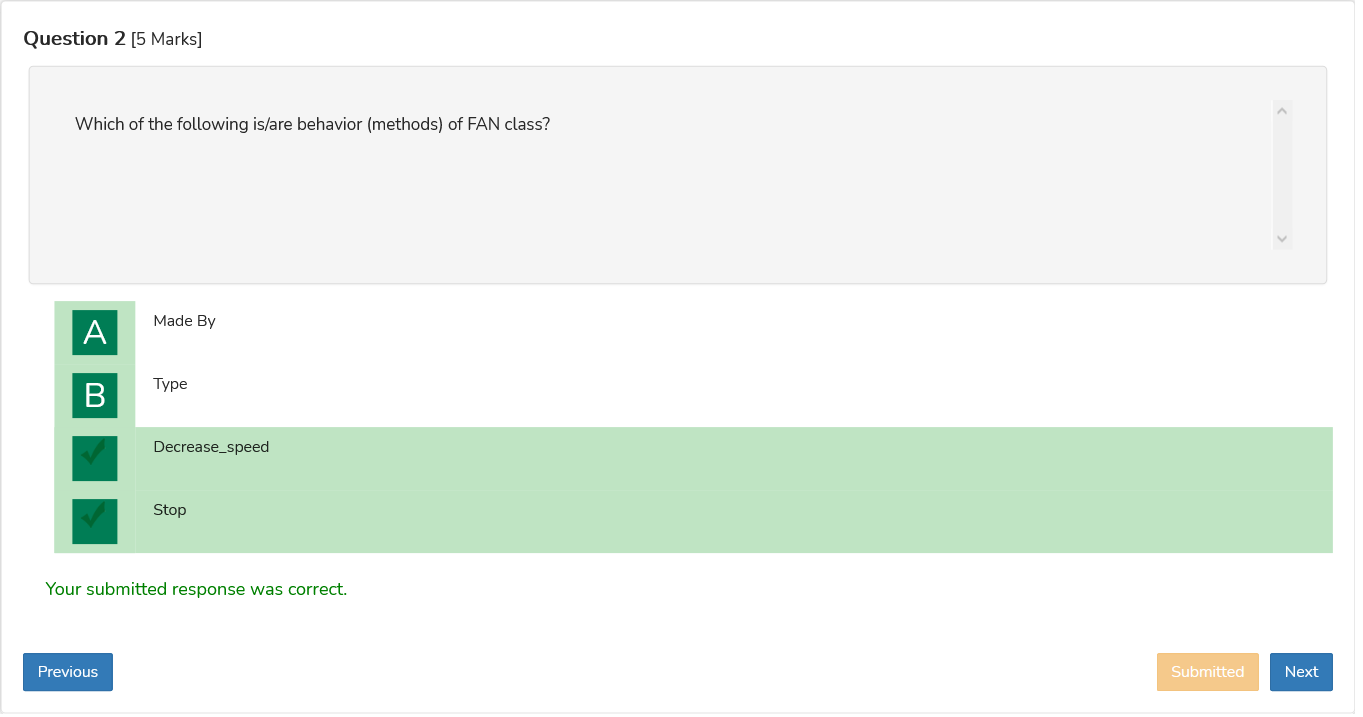 Question 2 [5 Marks]
Which of the following is/are behavior (methods) of FAN class?
A Made By
B Type
Decrease_speed
Stop
Your submitted response was correct.
Previous Submitted Next